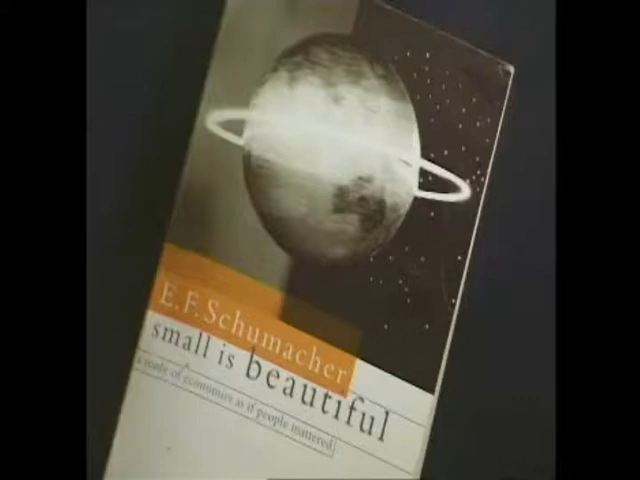 E.F. Schumacher
small is beautiful
a study of economics as if people mattered